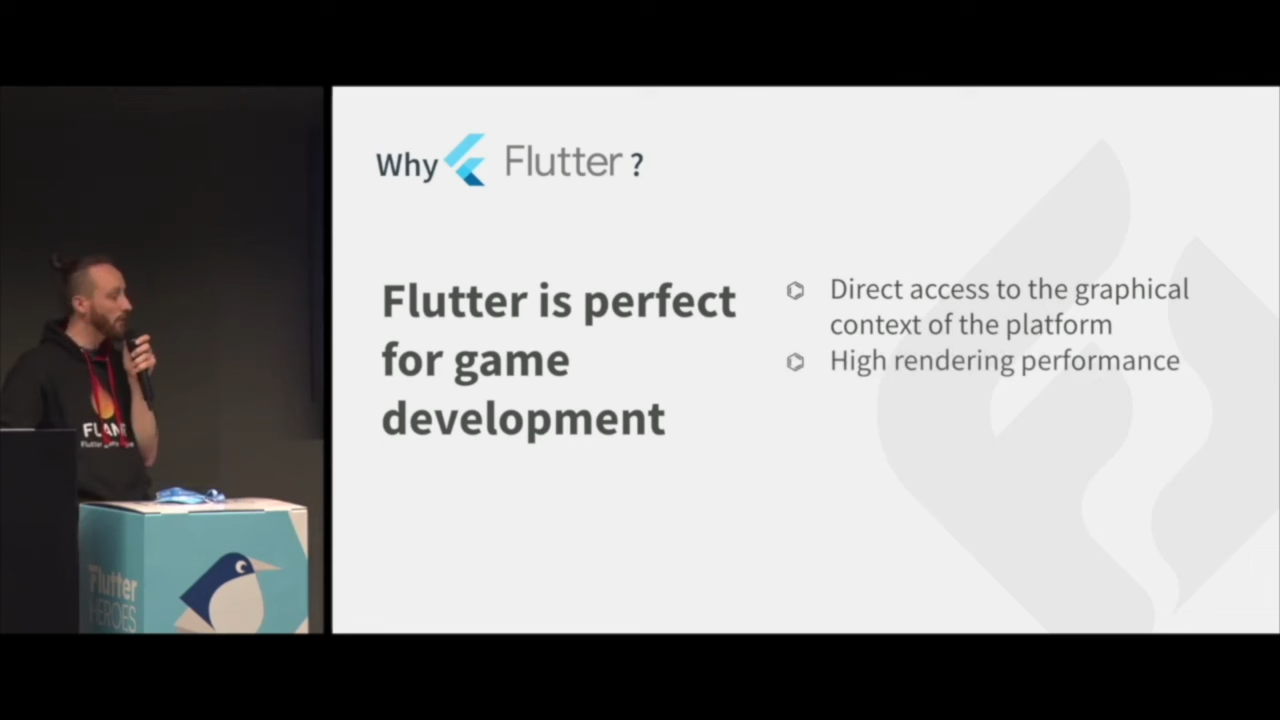 Why Flutter ?
Flutter is perfect
for game
development
Direct access to the graphical
context of the platform
High rendering performance
FLAME
Flutter
Flutter
HEROES